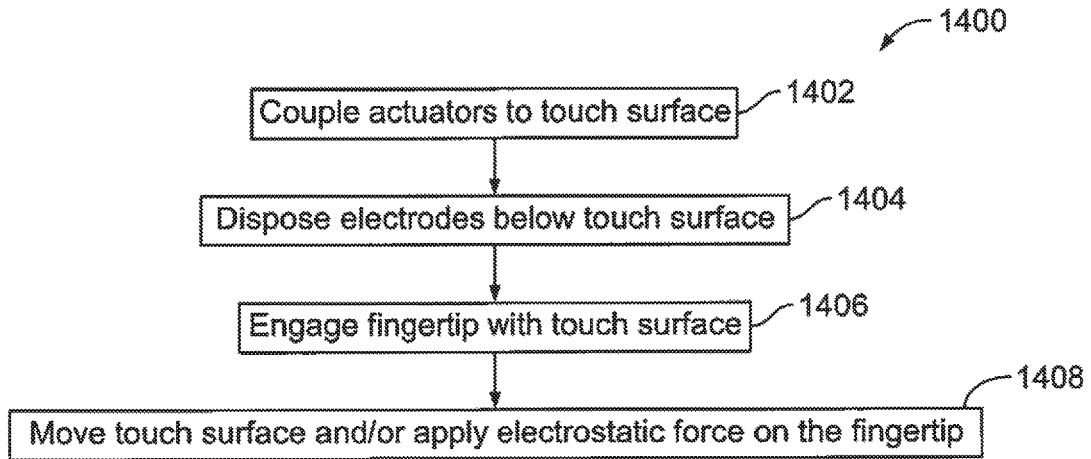 1400
Couple actuators to touch surface
1402
Dispose electrodes below touch surface
1404
Engage fingertip with touch surface
1406
1408
Move touch surface and/or apply electrostatic force on the fingertip